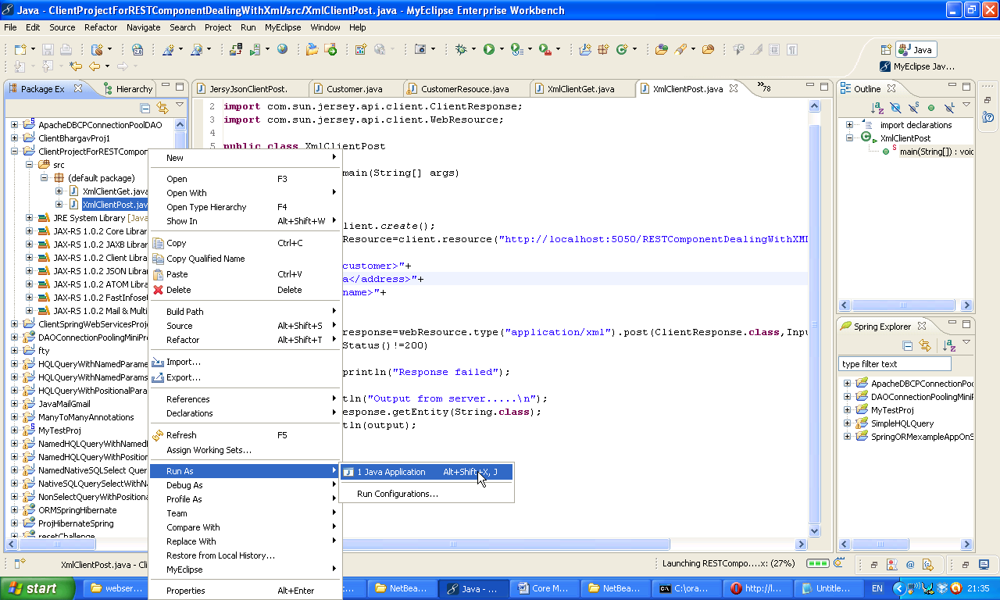 Java - ClientProjectForRESTComponentDealingWithXml/src/XmlClientPost.java - MyEclipse Enterprise Workbench
File Edit Source Refactor Navigate Search Project Run MyEclipse Window Help
Java
MyEclipse Jav...
Package Ex
Hierarchy
JersyJsonClientPost.
Customer.java
CustomerResouce.java
XmlClientGet.java
XmlClientPost.java
78
Outline
ApacheDBCPConnectionPoolDAO
ClientBhargavProj1
ClientProjectForRESTCompon
src
(default package)
XmlClientGet.java
XmlClientPost.jav
JRE System Library [Java
JAX-RS 1.0.2 Core Librar
JAX-RS 1.0.2 JAXB Librar
JAX-RS 1.0.2 Client Librar
JAX-RS 1.0.2 JSON Librar
JAX-RS 1.0.2 ATOM Librar
JAX-RS 1.0.2 FastInfoset
JAX-RS 1.0.2 Mail & Multi
ClientSpringWebServicesProje
DAOConnectionPoolingMiniPro
fty
HQLQueryWithNamedParame
HQLQueryWithNamedParams
HQLQueryWithPositionalPara
JavaMailGmail
ManyToManyAnnotations
MyTestProj
NamedHQLQueryWithNamedP
NamedHQLQueryWithPosition
NamedNativeSQLSelect Quer
NativeSQLQuerySelectWithPo
NonSelectQueryWithPositiona
ORMSpringHibernate
ProjHibernateSpring
resetChallenge
2 import com.sun.jersey.api.client.ClientResponse;
3 import com.sun.jersey.api.client.WebResource;
4
5 public class XmlClientPost
main(String[] args)
lient.create();
Resource=client.resource("http://localhost:5050/RESTComponentDealingWithXML
customer>"+
a</address>"+
name>"+
response=webResource.type("application/xml").post(ClientResponse.class,Inpu
Status()!=200)
println("Response failed");
tln("Output from server.....\n");
esponse.getEntity(String.class);
tln(output);
New
Open F3
Open With
Open Type Hierarchy F4
Show In Alt+Shift+W
Copy Ctrl+C
Copy Qualified Name
Paste Ctrl+V
Delete Delete
Build Path
Source Alt+Shift+S
Refactor Alt+Shift+T
Import...
Export...
References
Declarations
Refresh F5
Assign Working Sets...
Run As
Debug As
Profile As
Team
Compare With
Replace With
Restore from Local History...
MyEclipse
Properties Alt+Enter
1 Java Application Alt+Shift+X, J
Run Configurations...
import declarations
XmlClientPost
main(String[]) : void
Spring Explorer
type filter text
ApacheDBCPConnectionPoo
DAOConnectionPoolingMiniP
MyTestProj
SimpleHQLQuery
SpringORMexampleAppOnS
XmlClientPost.java - Cli
Launching RESTCompo....x: (27%)
start
webser...
c...
NetBea...
Java - ...
Core M...
NetBea...
C:\ora...
http://l...
Untitle...
EN
21:35